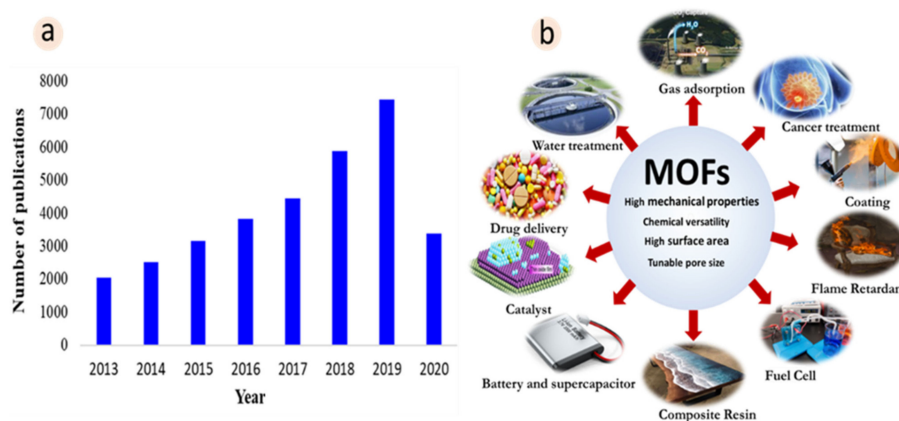 a
8000
7000
6000
5000
4000
3000
2000
1000
0
Number of publications
2013 2014 2015 2016 2017 2018 2019 2020
Year
b
H₂O
CO₂
Gas adsorption
Water treatment
Cancer treatment
MOFs
High mechanical properties
Chemical versatility
High surface area
Tunable pore size
Coating
Drug delivery
Flame Retardan
Catalyst
Fuel Cell
Battery and supercapacitor
Composite Resin